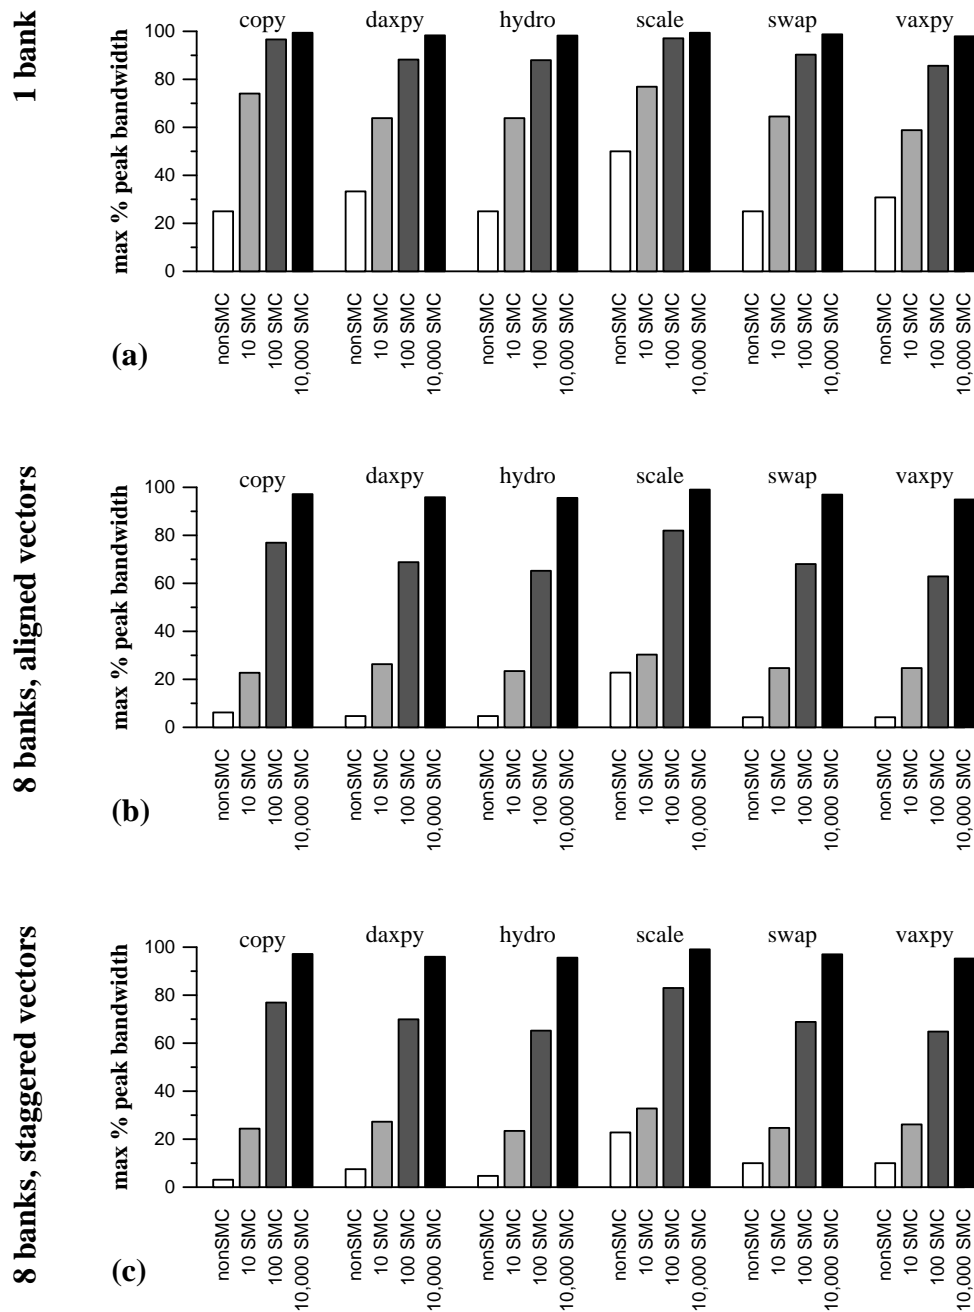 1 bank
max % peak bandwidth
100
80
60
40
20
0
copy daxpy hydro scale swap vaxpy
nonSMC 10 SMC 100 SMC 10,000 SMC nonSMC 10 SMC 100 SMC 10,000 SMC nonSMC 10 SMC 100 SMC 10,000 SMC nonSMC 10 SMC 100 SMC 10,000 SMC nonSMC 10 SMC 100 SMC 10,000 SMC nonSMC 10 SMC 100 SMC 10,000 SMC
(a)
8 banks, aligned vectors
max % peak bandwidth
100
80
60
40
20
0
copy daxpy hydro scale swap vaxpy
nonSMC 10 SMC 100 SMC 10,000 SMC nonSMC 10 SMC 100 SMC 10,000 SMC nonSMC 10 SMC 100 SMC 10,000 SMC nonSMC 10 SMC 100 SMC 10,000 SMC nonSMC 10 SMC 100 SMC 10,000 SMC nonSMC 10 SMC 100 SMC 10,000 SMC
(b)
8 banks, staggered vectors
max % peak bandwidth
100
80
60
40
20
0
copy daxpy hydro scale swap vaxpy
nonSMC 10 SMC 100 SMC 10,000 SMC nonSMC 10 SMC 100 SMC 10,000 SMC nonSMC 10 SMC 100 SMC 10,000 SMC nonSMC 10 SMC 100 SMC 10,000 SMC nonSMC 10 SMC 100 SMC 10,000 SMC nonSMC 10 SMC 100 SMC 10,000 SMC
(c)